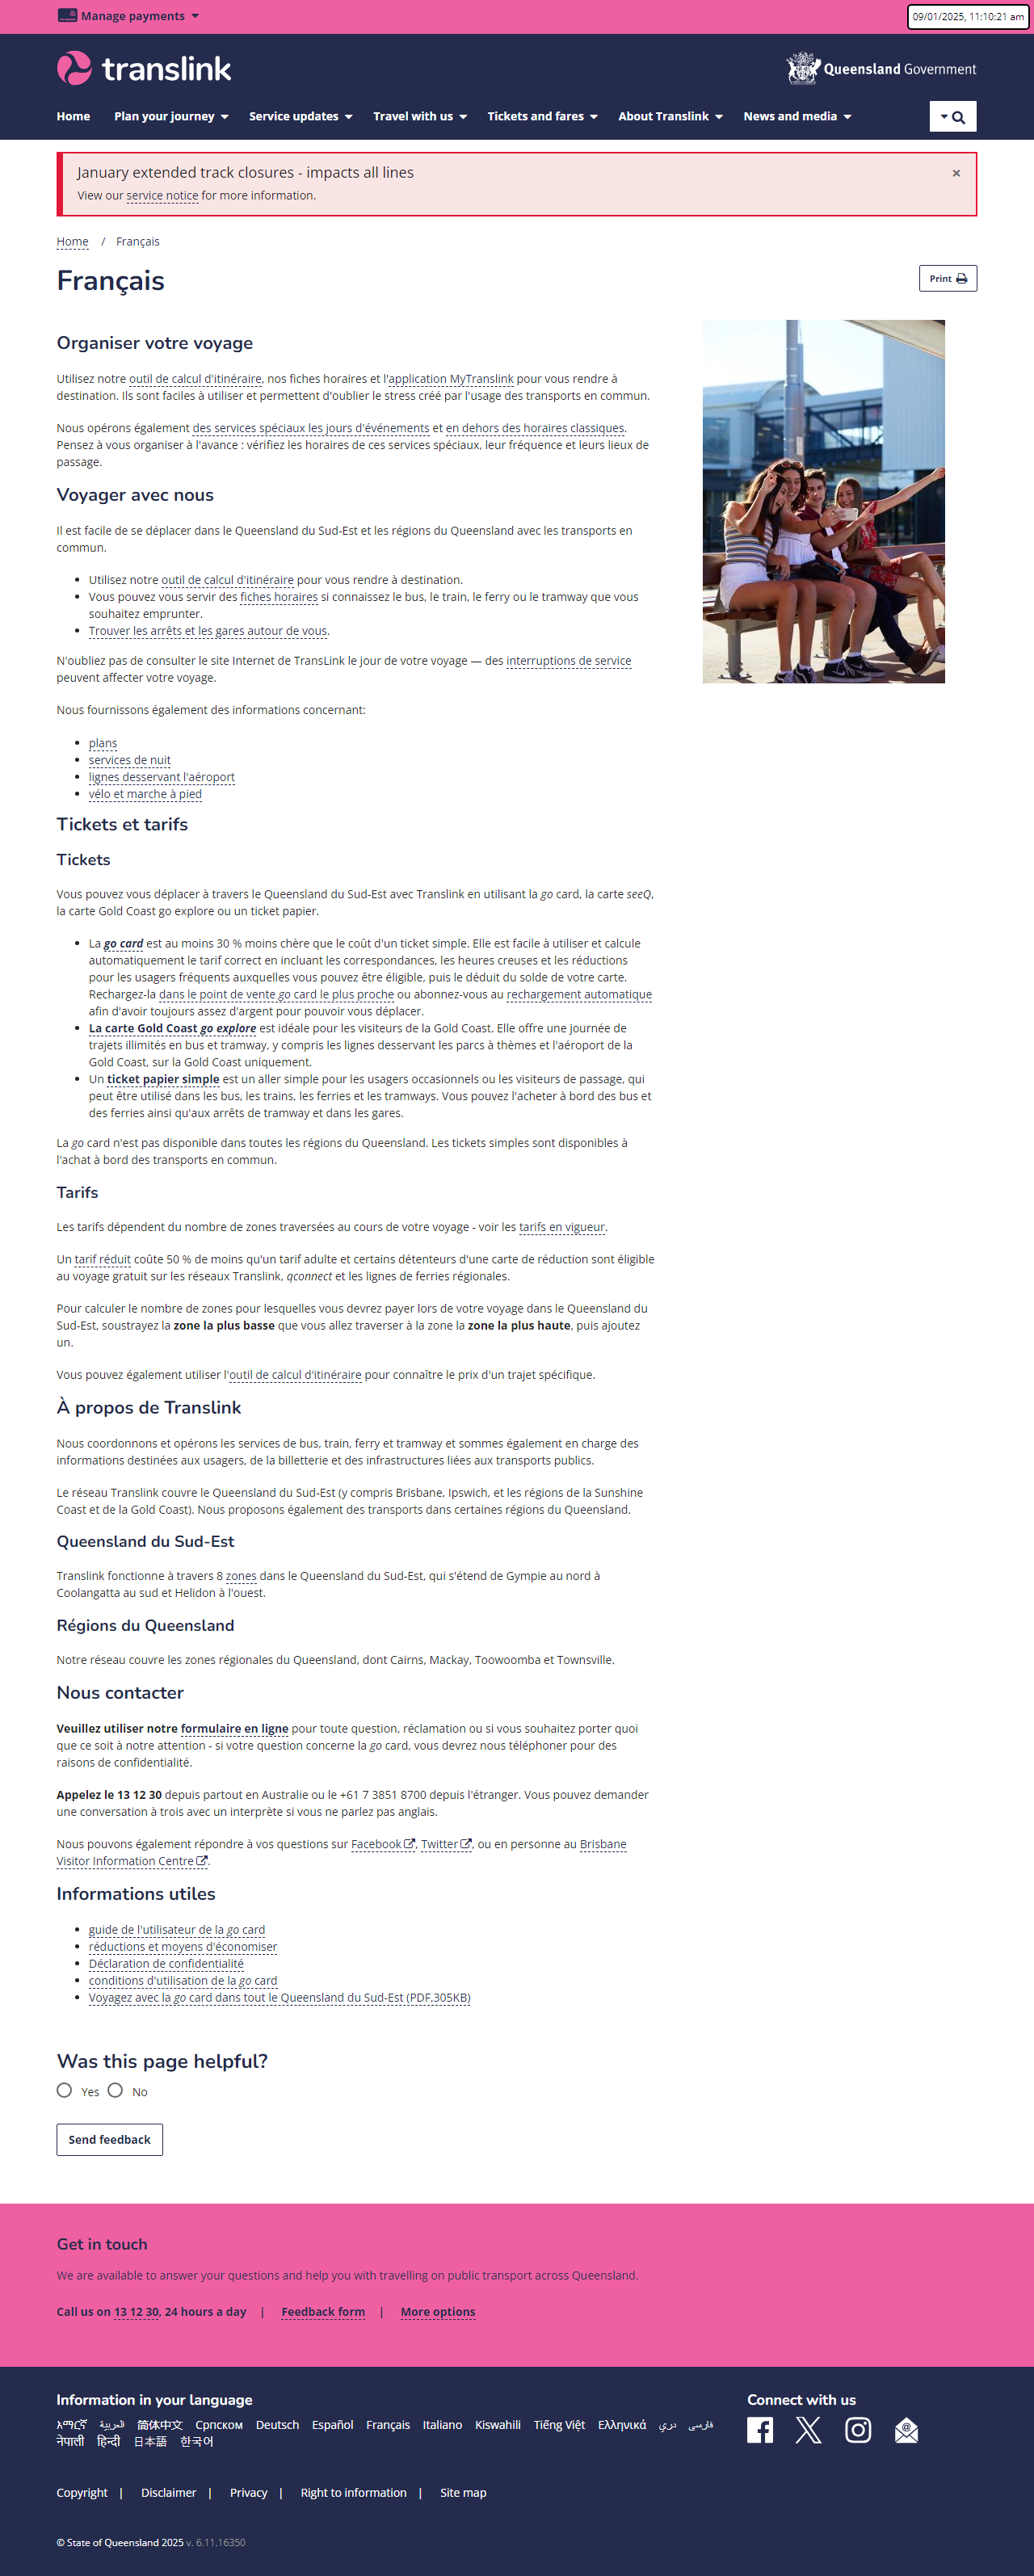 Manage payments
09/01/2025, 11:10:21 am
translink
Queensland Government
Home Plan your journey Service updates Travel with us Tickets and fares About Translink News and media
January extended track closures - impacts all lines
×
View our service notice for more information.
Home / Français
Français
Print
Organiser votre voyage
Utilisez notre outil de calcul d'itinéraire, nos fiches horaires et l'application MyTranslink pour vous rendre à
destination. Ils sont faciles à utiliser et permettent d'oublier le stress créé par l'usage des transports en commun.
Nous opérons également des services spéciaux les jours d'événements et en dehors des horaires classiques.
Pensez à vous organiser à l'avance : vérifiez les horaires de ces services spéciaux, leur fréquence et leurs lieux de
passage.
Voyager avec nous
Il est facile de se déplacer dans le Queensland du Sud-Est et les régions du Queensland avec les transports en
commun.
• Utilisez notre outil de calcul d'itinéraire pour vous rendre à destination.
• Vous pouvez vous servir des fiches horaires si connaissez le bus, le train, le ferry ou le tramway que vous
souhaitez emprunter.
• Trouver les arrêts et les gares autour de vous.
N'oubliez pas de consulter le site Internet de TransLink le jour de votre voyage — des interruptions de service
peuvent affecter votre voyage.
Nous fournissons également des informations concernant:
• plans
• services de nuit
• lignes desservant l'aéroport
• vélo et marche à pied
Tickets et tarifs
Tickets
Vous pouvez vous déplacer à travers le Queensland du Sud-Est avec Translink en utilisant la go card, la carte seeQ,
la carte Gold Coast go explore ou un ticket papier.
• La go card est au moins 30 % moins chère que le coût d'un ticket simple. Elle est facile à utiliser et calcule
automatiquement le tarif correct en incluant les correspondances, les heures creuses et les réductions
pour les usagers fréquents auxquelles vous pouvez être éligible, puis le déduit du solde de votre carte.
Rechargez-la dans le point de vente go card le plus proche ou abonnez-vous au rechargement automatique
afin d'avoir toujours assez d'argent pour pouvoir vous déplacer.
• La carte Gold Coast go explore est idéale pour les visiteurs de la Gold Coast. Elle offre une journée de
trajets illimités en bus et tramway, y compris les lignes desservant les parcs à thèmes et l'aéroport de la
Gold Coast, sur la Gold Coast uniquement.
• Un ticket papier simple est un aller simple pour les usagers occasionnels ou les visiteurs de passage, qui
peut être utilisé dans les bus, les trains, les ferries et les tramways. Vous pouvez l'acheter à bord des bus et
des ferries ainsi qu'aux arrêts de tramway et dans les gares.
La go card n'est pas disponible dans toutes les régions du Queensland. Les tickets simples sont disponibles à
l'achat à bord des transports en commun.
Tarifs
Les tarifs dépendent du nombre de zones traversées au cours de votre voyage - voir les tarifs en vigueur.
Un tarif réduit coûte 50 % de moins qu'un tarif adulte et certains détenteurs d'une carte de réduction sont éligible
au voyage gratuit sur les réseaux Translink, qconnect et les lignes de ferries régionales.
Pour calculer le nombre de zones pour lesquelles vous devrez payer lors de votre voyage dans le Queensland du
Sud-Est, soustrayez la zone la plus basse que vous allez traverser à la zone la zone la plus haute, puis ajoutez
un.
Vous pouvez également utiliser l'outil de calcul d'itinéraire pour connaître le prix d'un trajet spécifique.
À propos de Translink
Nous coordonnons et opérons les services de bus, train, ferry et tramway et sommes également en charge des
informations destinées aux usagers, de la billetterie et des infrastructures liées aux transports publics.
Le réseau Translink couvre le Queensland du Sud-Est (y compris Brisbane, Ipswich, et les régions de la Sunshine
Coast et de la Gold Coast). Nous proposons également des transports dans certaines régions du Queensland.
Queensland du Sud-Est
Translink fonctionne à travers 8 zones dans le Queensland du Sud-Est, qui s'étend de Gympie au nord à
Coolangatta au sud et Helidon à l'ouest.
Régions du Queensland
Notre réseau couvre les zones régionales du Queensland, dont Cairns, Mackay, Toowoomba et Townsville.
Nous contacter
Veuillez utiliser notre formulaire en ligne pour toute question, réclamation ou si vous souhaitez porter quoi
que ce soit à notre attention - si votre question concerne la go card, vous devrez nous téléphoner pour des
raisons de confidentialité.
Appelez le 13 12 30 depuis partout en Australie ou le +61 7 3851 8700 depuis l'étranger. Vous pouvez demander
une conversation à trois avec un interprète si vous ne parlez pas anglais.
Nous pouvons également répondre à vos questions sur Facebook, Twitter, ou en personne au Brisbane
Visitor Information Centre.
Informations utiles
• guide de l'utilisateur de la go card
• réductions et moyens d'économiser
• Déclaration de confidentialité
• conditions d'utilisation de la go card
• Voyagez avec la go card dans tout le Queensland du Sud-Est (PDF,305KB)
Was this page helpful?
Yes No
Send feedback
Get in touch
We are available to answer your questions and help you with travelling on public transport across Queensland.
Call us on 13 12 30, 24 hours a day | Feedback form | More options
Information in your language
Connect with us
አማርኛ العربية 简体中文 Српском Deutsch Español Français Italiano Kiswahili Tiếng Việt Ελληνικά دري فارسی
नेपाली हिन्दी 日本語 한국어
Copyright | Disclaimer | Privacy | Right to information | Site map
© State of Queensland 2025 v. 6.11.16350